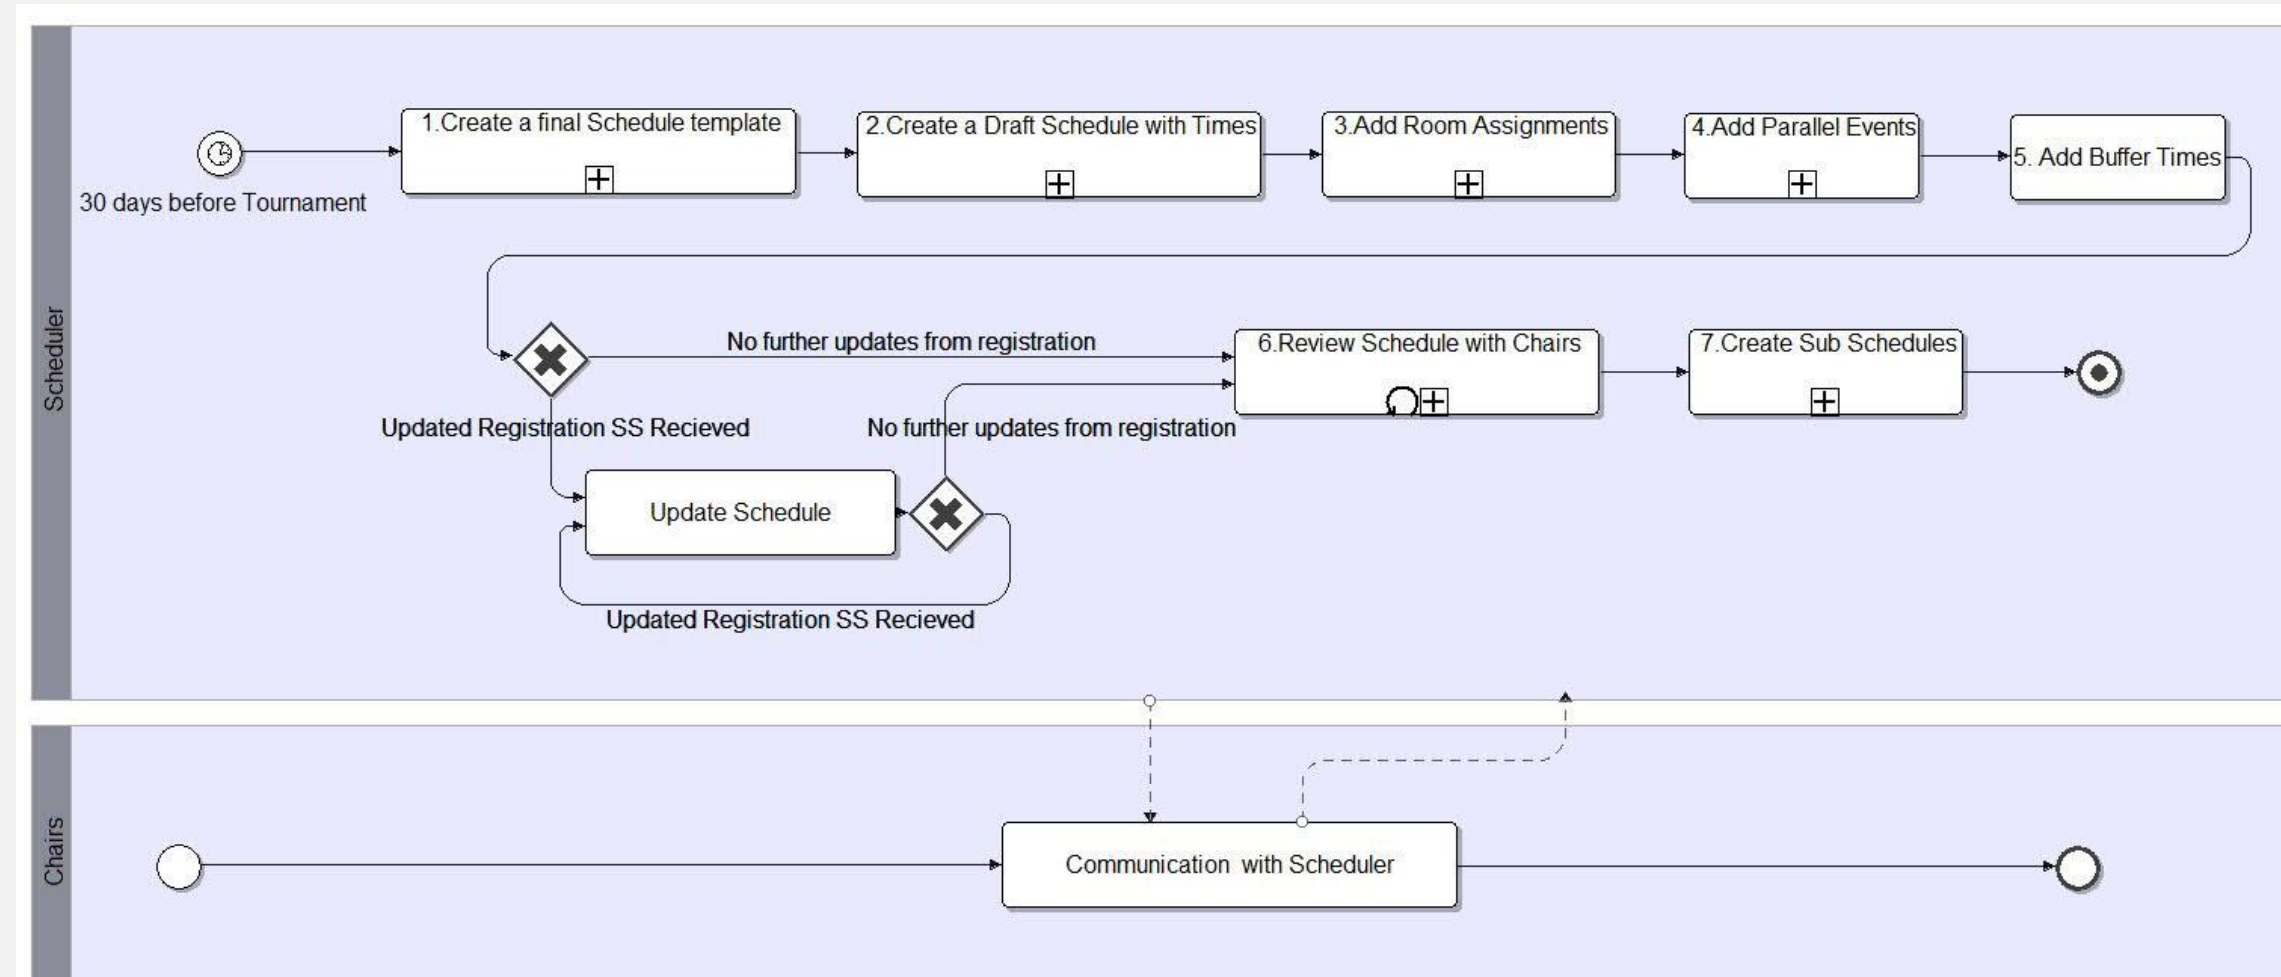 Scheduler
1.Create a final Schedule template
2.Create a Draft Schedule with Times
3.Add Room Assignments
4.Add Parallel Events
5. Add Buffer Times
30 days before Tournament
No further updates from registration
6.Review Schedule with Chairs
7.Create Sub Schedules
Updated Registration SS Recieved
No further updates from registration
Update Schedule
Updated Registration SS Recieved
Chairs
Communication with Scheduler